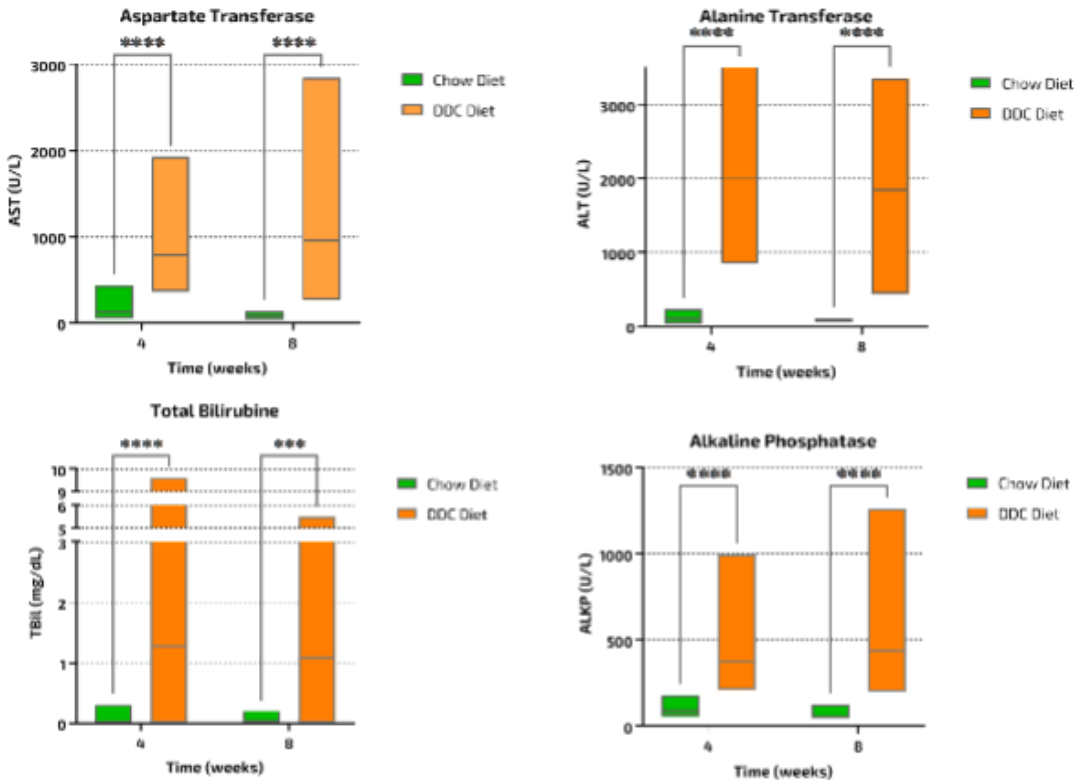 Aspartate Transferase
**** ****
3000
2000
1000
0
AST (U/L)
4 8
Time (weeks)
Chow Diet
DDC Diet
Alanine Transferase
**** ****
3000
2000
1000
0
ALT (U/L)
4 8
Time (weeks)
Chow Diet
DDC Diet
Total Bilirubine
**** ***
10
9
6
5
3
2
1
0
TBil (mg/dL)
4 8
Time (weeks)
Chow Diet
DDC Diet
Alkaline Phosphatase
**** ****
1500
1000
500
0
ALKP (U/L)
4 8
Time (weeks)
Chow Diet
DDC Diet